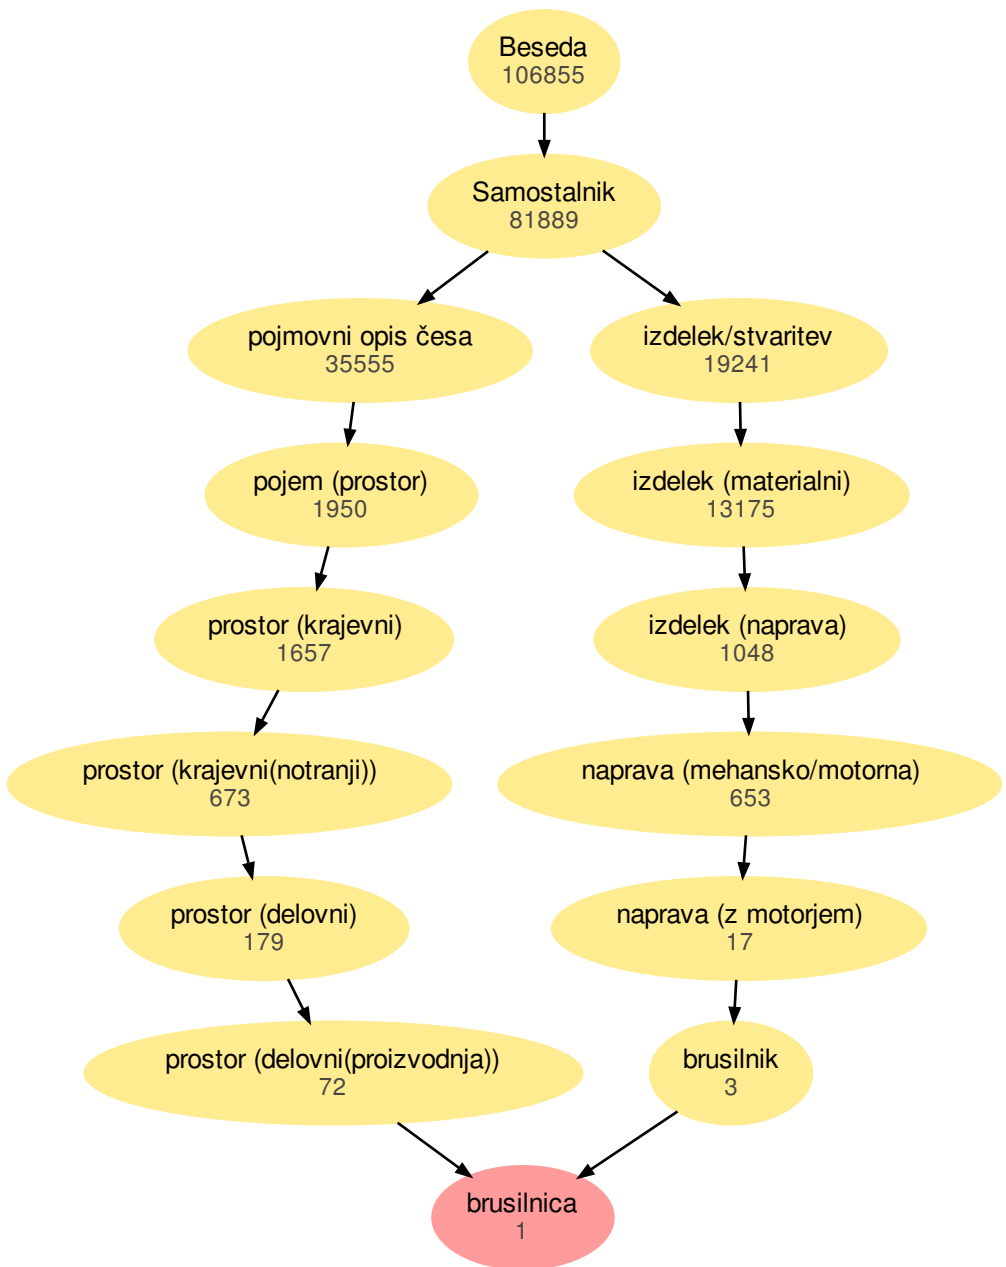 Beseda
106855
Samostalnik
81889
pojmovni opis česa
35555
izdelek/stvaritev
19241
pojem (prostor)
1950
izdelek (materialni)
13175
prostor (krajevni)
1657
izdelek (naprava)
1048
prostor (krajevni(notranji))
673
naprava (mehansko/motorna)
653
prostor (delovni)
179
naprava (z motorjem)
17
prostor (delovni(proizvodnja))
72
brusilnik
3
brusilnica
1